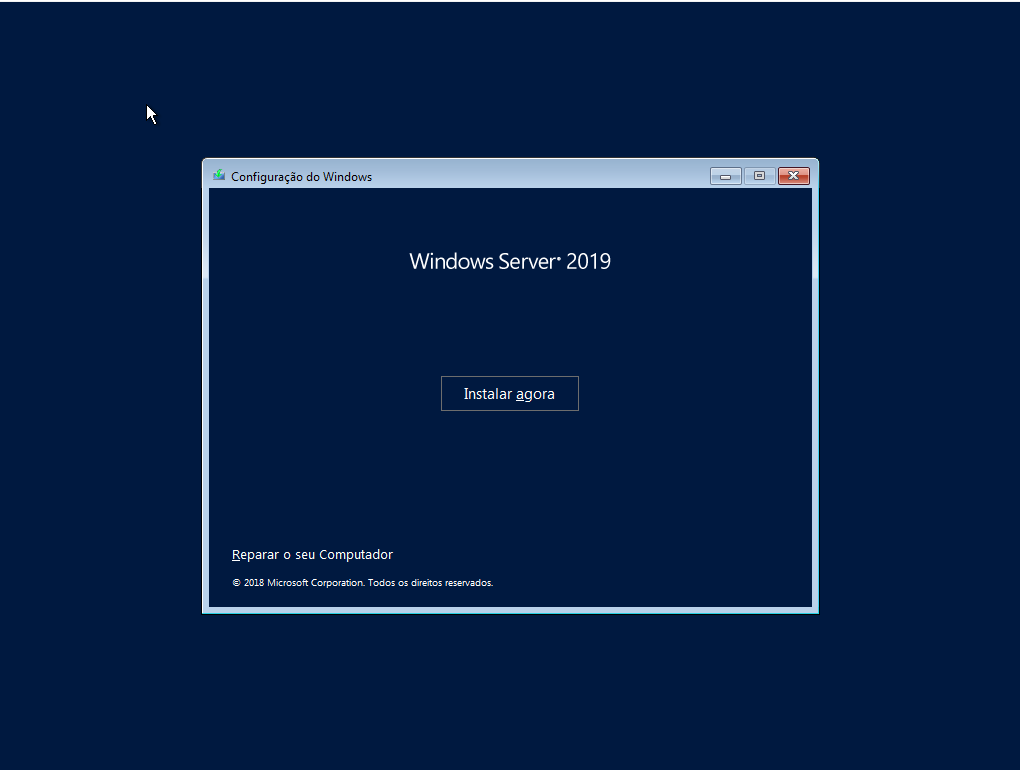 Configuração do Windows
Windows Server® 2019
Instalar agora
Reparar o seu Computador
© 2018 Microsoft Corporation. Todos os direitos reservados.